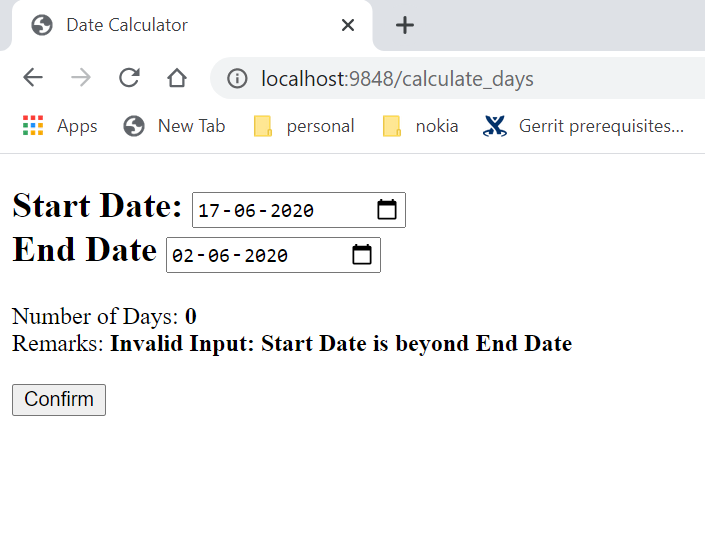 Date Calculator
localhost:9848/calculate_days
Apps New Tab personal nokia Gerrit prerequisites...
Start Date: 17-06-2020
End Date 02-06-2020
Number of Days: 0
Remarks: Invalid Input: Start Date is beyond End Date
Confirm